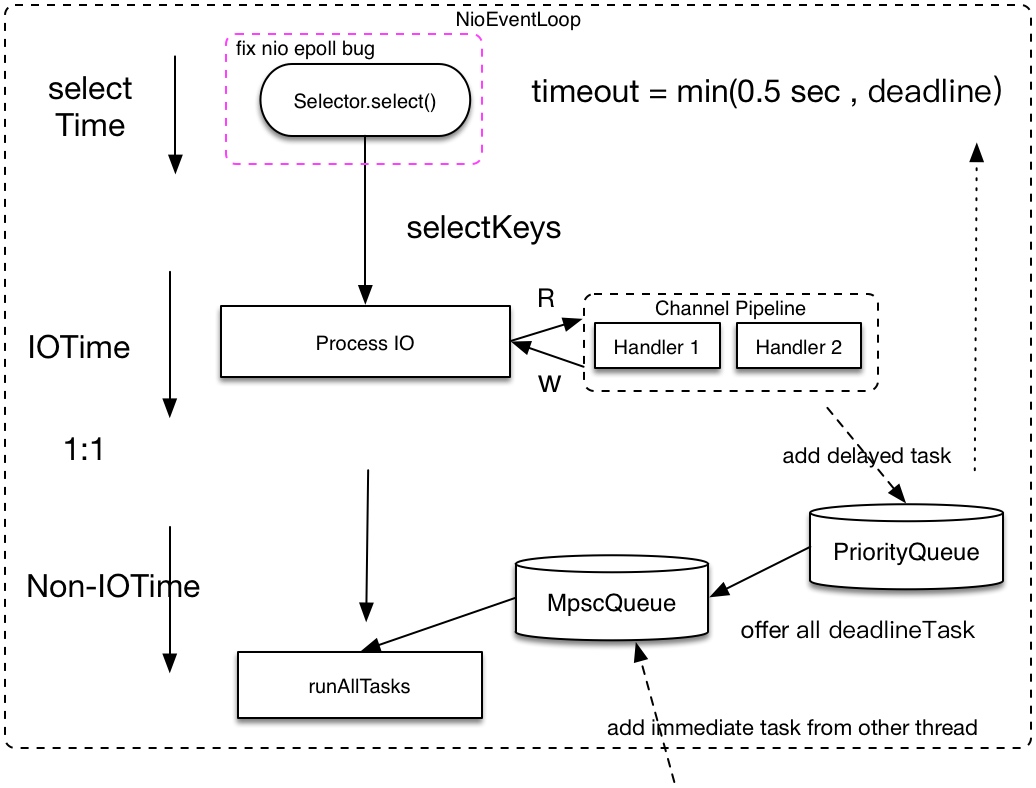 NioEventLoop
fix nio epoll bug
select
Time
Selector.select()
timeout = min(0.5 sec , deadline)
selectKeys
IOTime
Process IO
R
W
Channel Pipeline
Handler 1
Handler 2
1:1
add delayed task
PriorityQueue
Non-IOTime
MpscQueue
offer all deadlineTask
runAllTasks
add immediate task from other thread